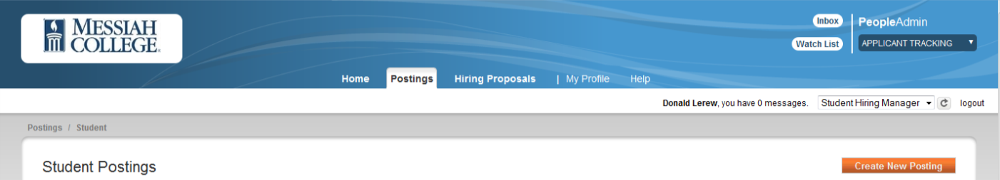 MESSIAH
COLLEGE.
Inbox
PeopleAdmin
Watch List
APPLICANT TRACKING
Home Postings Hiring Proposals | My Profile Help
Donald Lerew, you have 0 messages. Student Hiring Manager logout
Postings / Student
Student Postings
Create New Posting